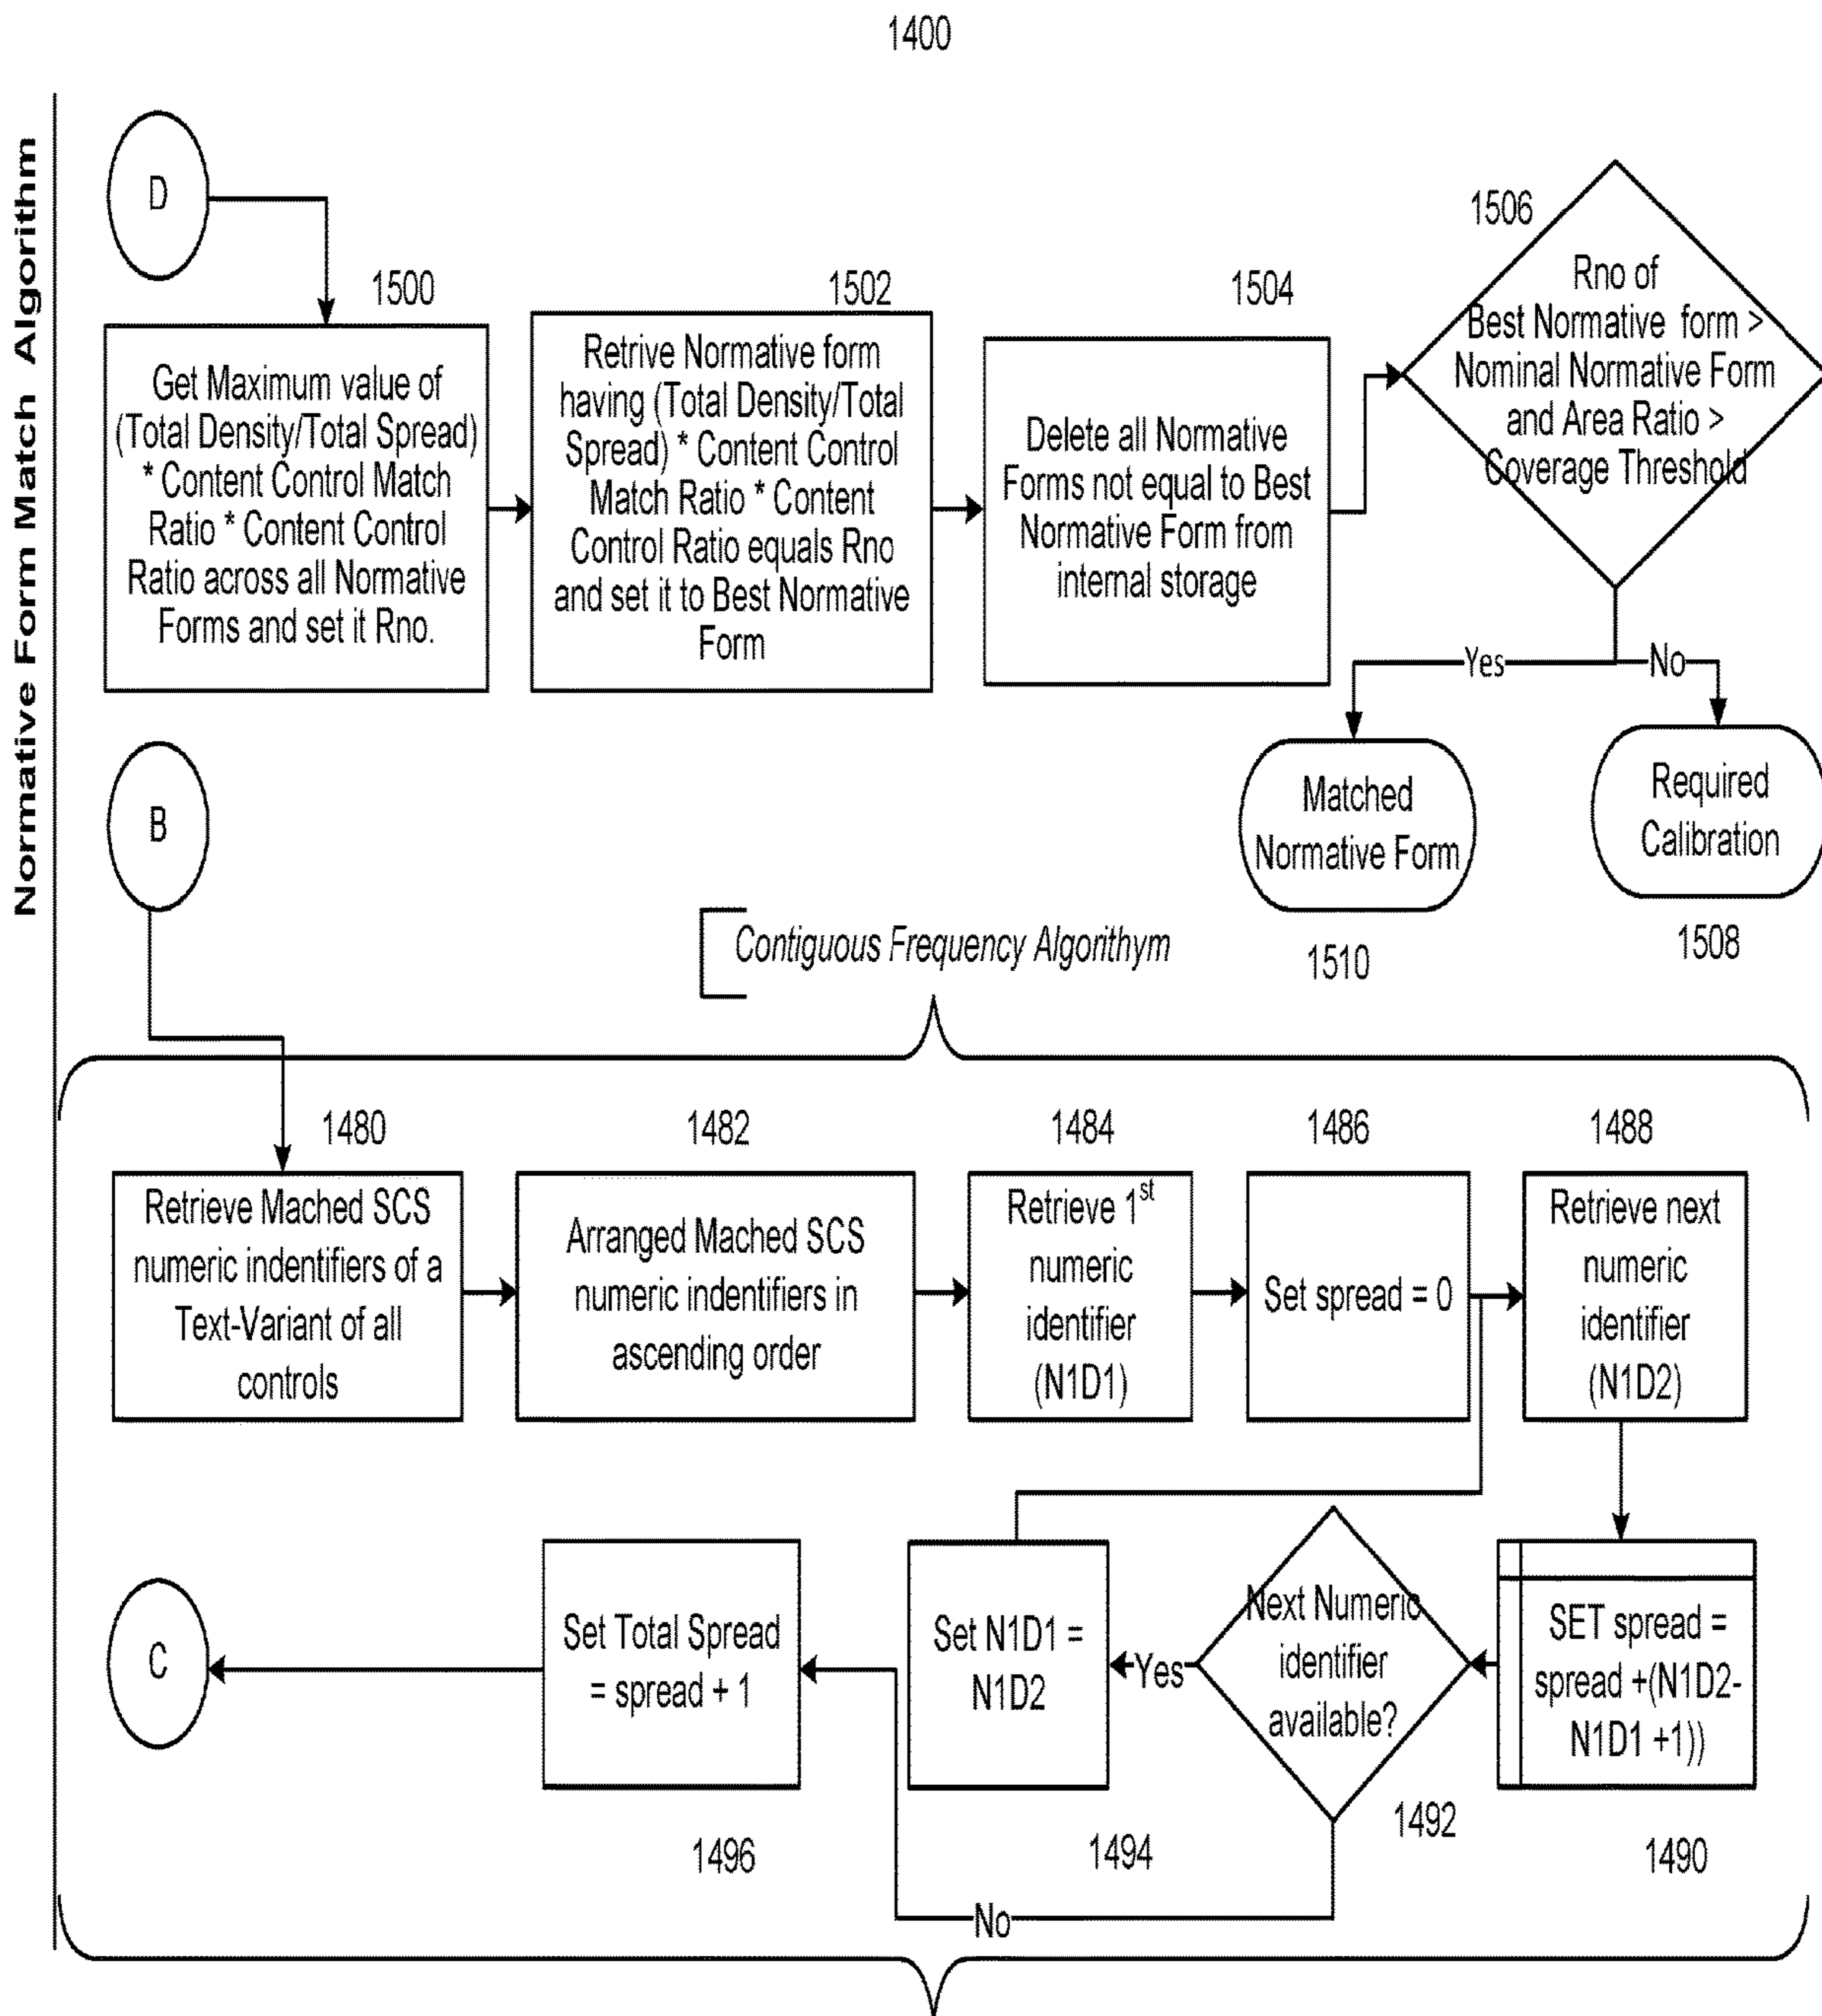 1400
Normative Form Match Algorithm
D
1500
Get Maximum value of
(Total Density/Total Spread)
* Content Control Match
Ratio * Content Control
Ratio across all Normative
Forms and set it Rno.
1502
Retrive Normative form
having (Total Density/Total
Spread) * Content Control
Match Ratio * Content
Control Ratio equals Rno
and set it to Best Normative
Form
1504
Delete all Normative
Forms not equal to Best
Normative Form from
internal storage
1506
Rno of
Best Normative form >
Nominal Normative Form
and Area Ratio >
Coverage Threshold
Yes
No
Matched
Normative Form
1510
Required
Calibration
1508
B
Contiguous Frequency Algorithym
1480
Retrieve Mached SCS
numeric indentifiers of a
Text-Variant of all
controls
1482
Arranged Mached SCS
numeric indentifiers in
ascending order
1484
Retrieve 1st
numeric
identifier
(N1D1)
1486
Set spread = 0
1488
Retrieve next
numeric
identifier
(N1D2)
SET spread =
spread +(N1D2-
N1D1 +1))
1490
Next Numeric
identifier
available?
1492
Yes
Set N1D1 =
N1D2
1494
No
Set Total Spread
= spread + 1
1496
C